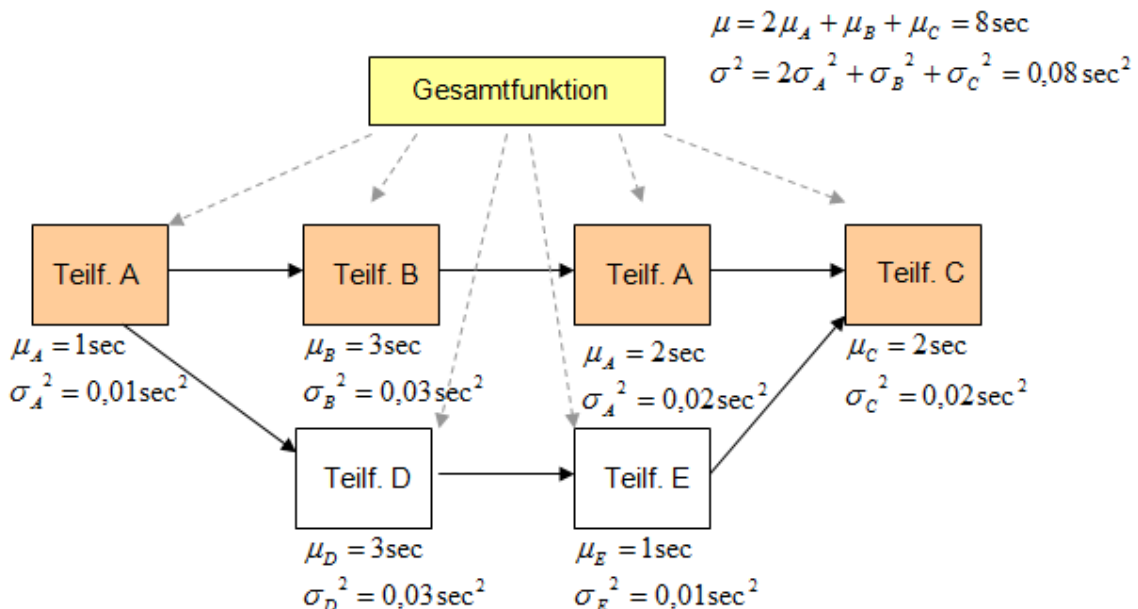 μ = 2μ_A + μ_B + μ_C = 8sec
σ² = 2σ_A² + σ_B² + σ_C² = 0,08sec²
Gesamtfunktion
Teilf. A
Teilf. B
Teilf. A
Teilf. C
μ_A = 1sec
σ_A² = 0,01sec²
μ_B = 3sec
σ_B² = 0,03sec²
μ_A = 2sec
σ_A² = 0,02sec²
μ_C = 2sec
σ_C² = 0,02sec²
Teilf. D
Teilf. E
μ_D = 3sec
σ_D² = 0,03sec²
μ_E = 1sec
σ_E² = 0,01sec²